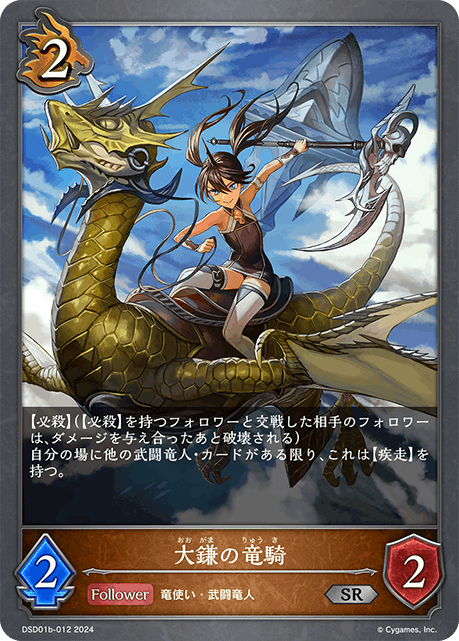 2
【必殺】(【必殺】を持つフォロワーと交戦した相手のフォロワー
は、ダメージを与え合ったあと破壊される)
自分の場に他の武闘竜人・カードがある限り、これは【疾走】を
持つ。
おおがま りゅうき
大鎌の竜騎
2
Follower 竜使い・武闘竜人 SR
2
DSD01b-012 2024 © Cygames, Inc.